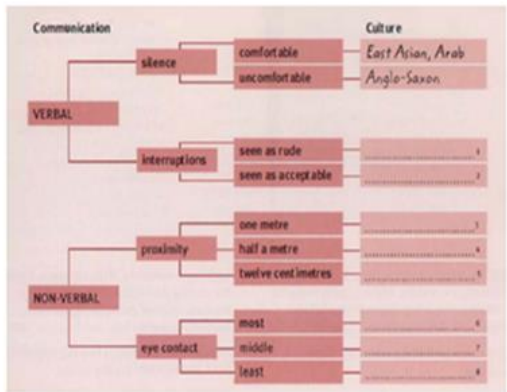 Communication
Culture
VERBAL
silence
comfortable
East Asian, Arab
uncomfortable
Anglo-Saxon
interruptions
seen as rude
1
seen as acceptable
2
NON-VERBAL
proximity
one metre
3
half a metre
4
twelve centimetres
5
eye contact
most
6
middle
7
least
8